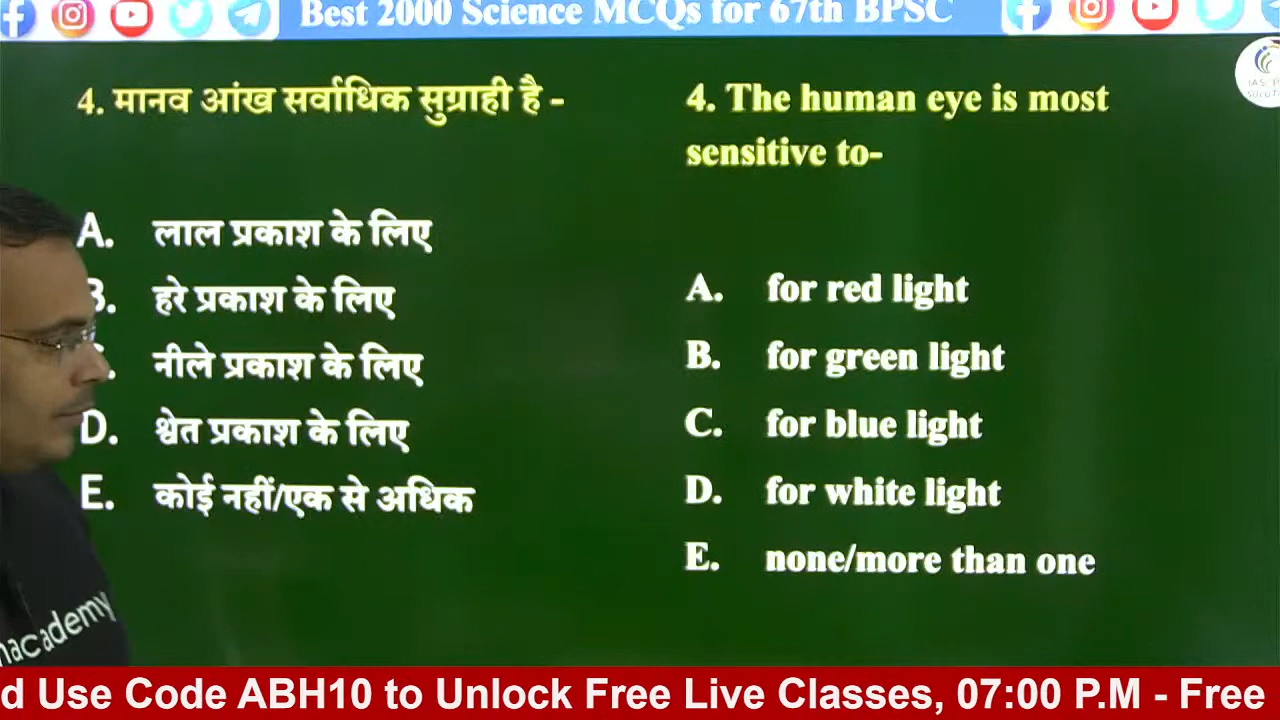 Best 2000 Science MCQs for 67th BPSC
4. मानव आंख सर्वाधिक सुग्राही है -
A. लाल प्रकाश के लिए
B. हरे प्रकाश के लिए
नीले प्रकाश के लिए
D. श्वेत प्रकाश के लिए
E. कोई नहीं/एक से अधिक
4. The human eye is most
sensitive to-
A. for red light
B. for green light
C. for blue light
D. for white light
E. none/more than one
nacademy
d Use Code ABH10 to Unlock Free Live Classes, 07:00 P.M - Free